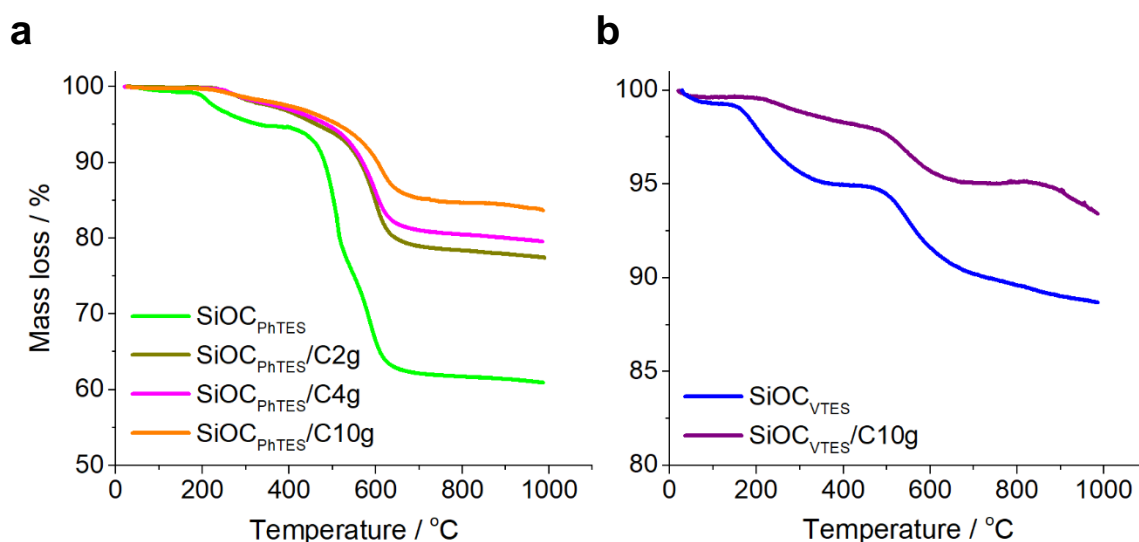 a
Mass loss / %
100
90
80
70
60
50
0
200
400
600
800
1000
Temperature / °C
SiOC_PhTES
SiOC_PhTES/C2g
SiOC_PhTES/C4g
SiOC_PhTES/C10g
b
100
95
90
85
80
0
200
400
600
800
1000
Temperature / °C
SiOC_VTES
SiOC_VTES/C10g